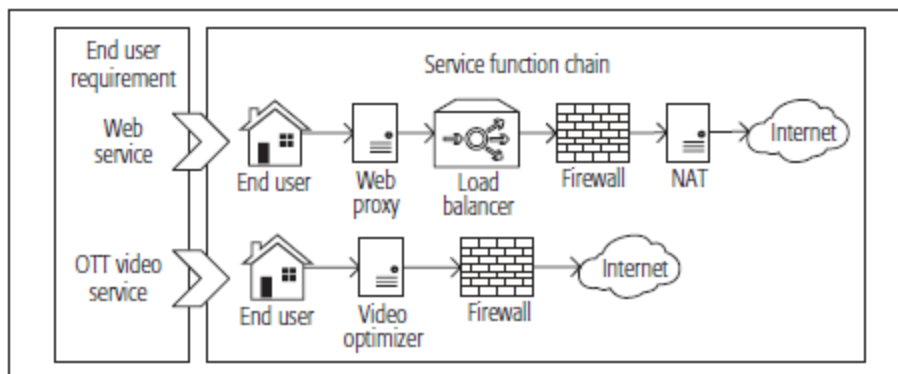 End user
requirement
Service function chain
Web
service
Internet
End user
Web
proxy
Load
balancer
Firewall
NAT
OTT video
service
Internet
End user
Video
optimizer
Firewall